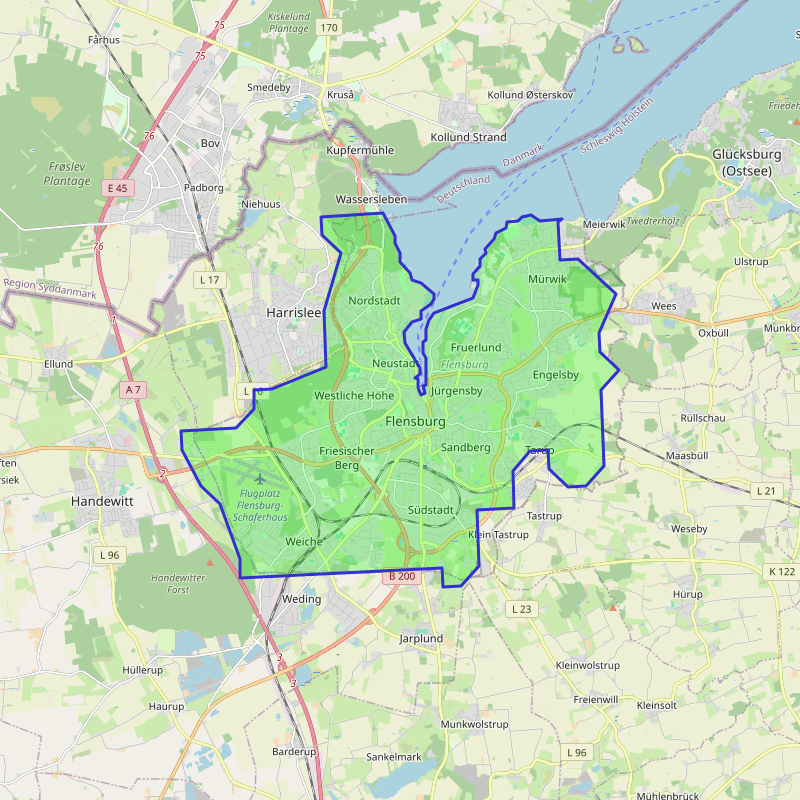 Kiskelund
Plantage
75
170
Fårhus
75
Smedeby
Kruså
Kollund Østerskov
76
Bov
Kollund Strand
Kupfermühle
Danmark
Schleswig-Holstein
Glücksburg
(Ostsee)
Frøslev
Plantage
E 45
Padborg
Deutschland
Wassersleben
Niehuus
Meierwik
Twedterholz
76
Ulstrup
L 17
Mürwik
Region Syddanmark
Nordstadt
Wees
Harrislee
1
Oxbüll
Fruerlund
Ellund
Neustadt
Flensburg
Engelsby
A 7
Jürgensby
Westliche Höhe
Flensburg
Rüllschau
Sandberg
Tarup
Friesischer
Berg
Maasbüll
2
L 21
Handewitt
Flugplatz
Flensburg-
Schäferhaus
Südstadt
Tastrup
Weseby
Klein Tastrup
Weiche
L 96
K 122
Handewitter
Forst
B 200
Hürup
Weding
L 23
Jarplund
3
Kleinwolstrup
Hüllerup
3
Freienwill
Kleinsolt
Haurup
Munkwolstrup
Barderup
Sankelmark
L 96
Mühlenbrück